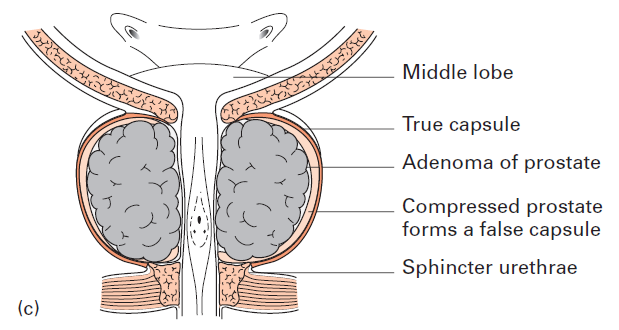 Middle lobe
True capsule
Adenoma of prostate
Compressed prostate
forms a false capsule
Sphincter urethrae
(c)